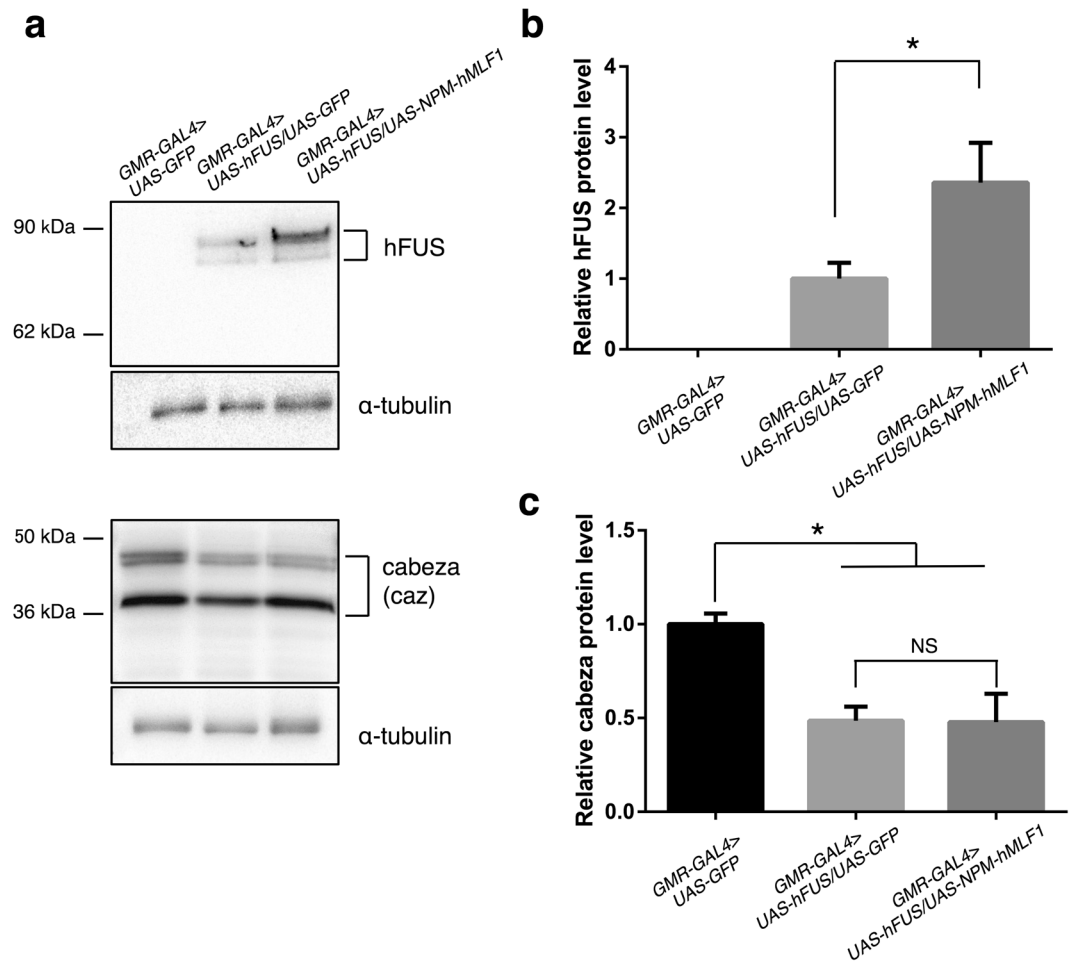 a
GMR-GAL4>
UAS-GFP
GMR-GAL4>
UAS-hFUS/UAS-GFP
GMR-GAL4>
UAS-hFUS/UAS-NPM-hMLF1
90 kDa
hFUS
62 kDa
α-tubulin
50 kDa
cabeza
(caz)
36 kDa
α-tubulin
b
*
Relative hFUS protein level
4
3
2
1
0
GMR-GAL4>
UAS-GFP
GMR-GAL4>
UAS-hFUS/UAS-GFP
GMR-GAL4>
UAS-hFUS/UAS-NPM-hMLF1
c
*
NS
Relative cabeza protein level
1.5
1.0
0.5
0.0
GMR-GAL4>
UAS-GFP
GMR-GAL4>
UAS-hFUS/UAS-GFP
GMR-GAL4>
UAS-hFUS/UAS-NPM-hMLF1